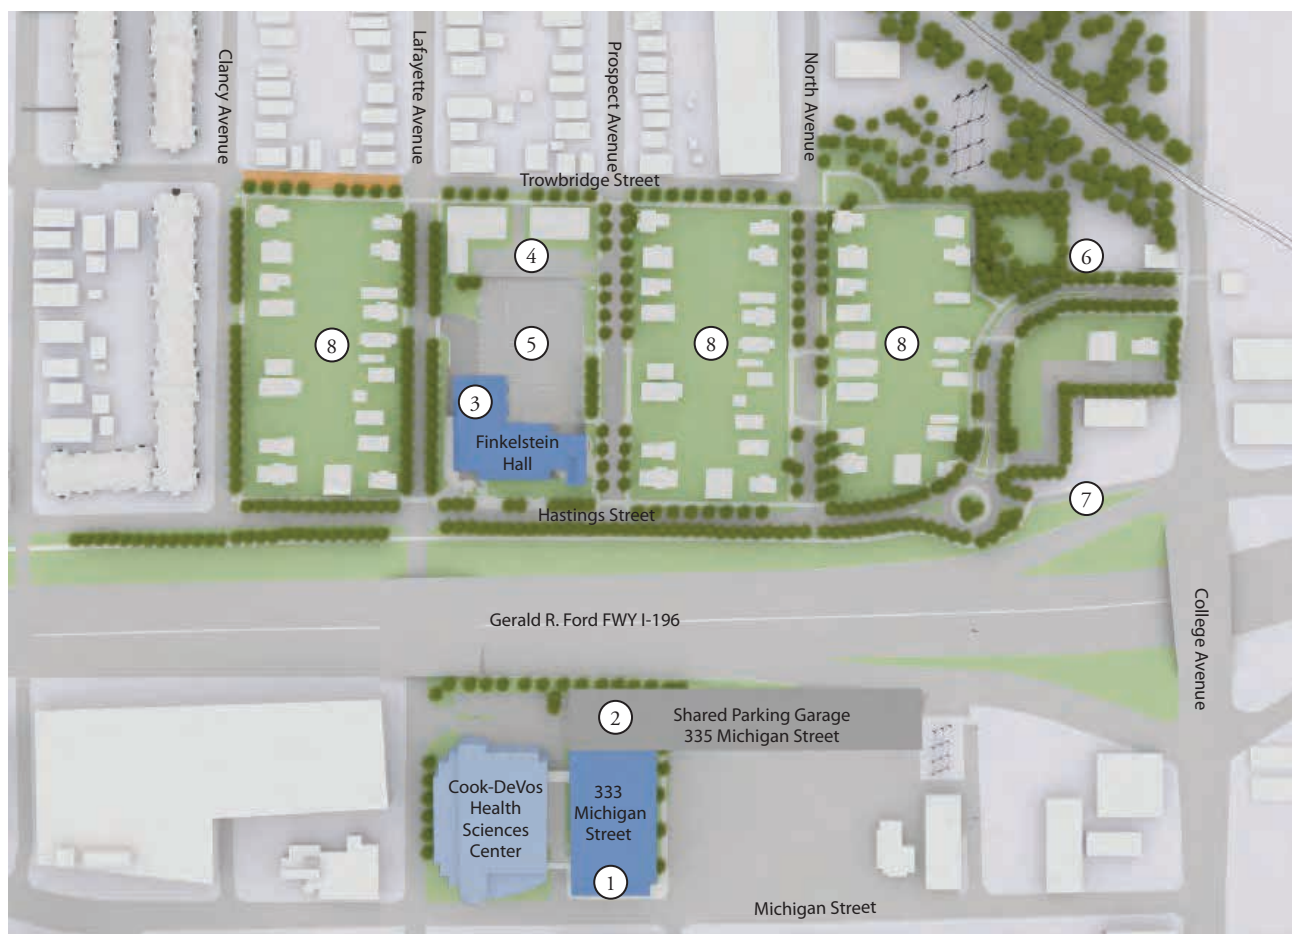 Clancy Avenue
Lafayette Avenue
Prospect Avenue
North Avenue
Trowbridge Street
4
6
8
5
8
8
3
Finkelstein
Hall
7
Hastings Street
Gerald R. Ford FWY I-196
College Avenue
2
Shared Parking Garage
335 Michigan Street
Cook-DeVos
Health
Sciences
Center
333
Michigan
Street
1
Michigan Street